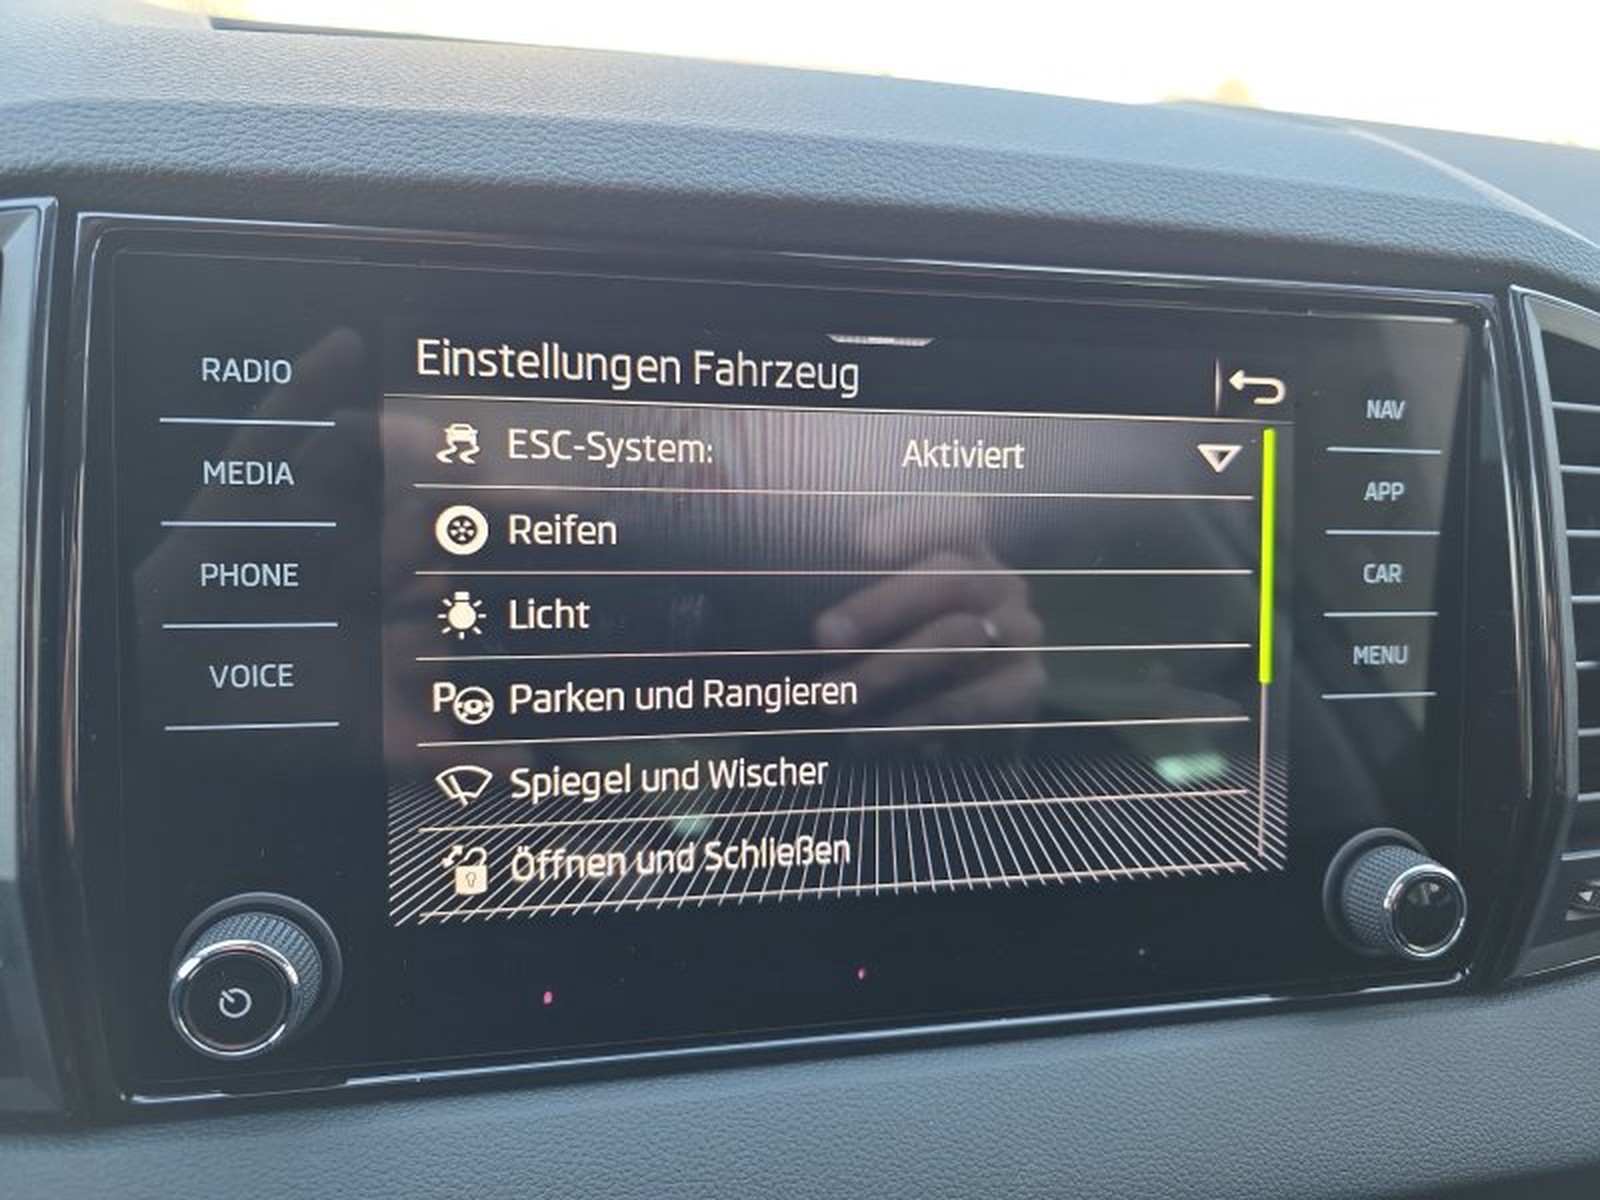 RADIO
MEDIA
PHONE
VOICE
Einstellungen Fahrzeug
ESC-System: Aktiviert
Reifen
Licht
P Parken und Rangieren
Spiegel und Wischer
Öffnen und Schließen
NAV
APP
CAR
MENU